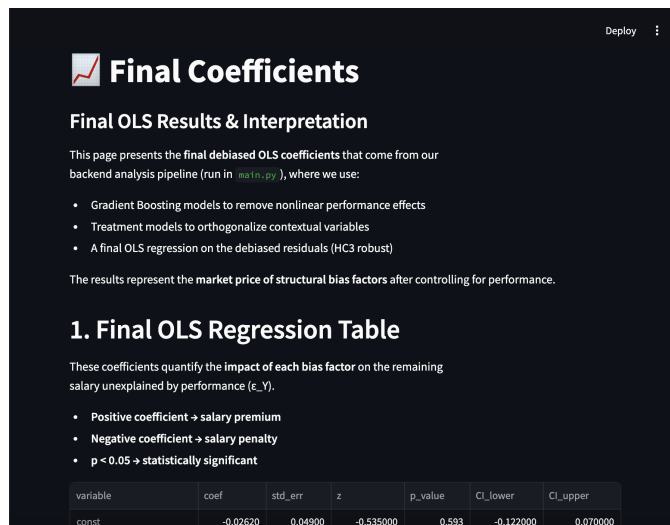 Deploy
Final Coefficients
Final OLS Results & Interpretation
This page presents the final debiased OLS coefficients that come from our
backend analysis pipeline (run in main.py ), where we use:
• Gradient Boosting models to remove nonlinear performance effects
• Treatment models to orthogonalize contextual variables
• A final OLS regression on the debiased residuals (HC3 robust)
The results represent the market price of structural bias factors after controlling for performance.
1. Final OLS Regression Table
These coefficients quantify the impact of each bias factor on the remaining
salary unexplained by performance (ε_Y).
• Positive coefficient → salary premium
• Negative coefficient → salary penalty
• p < 0.05 → statistically significant
variable coef std_err z p_value CI_lower CI_upper
const -0.02620 0.04900 -0.535000 0.593 -0.122000 0.070000